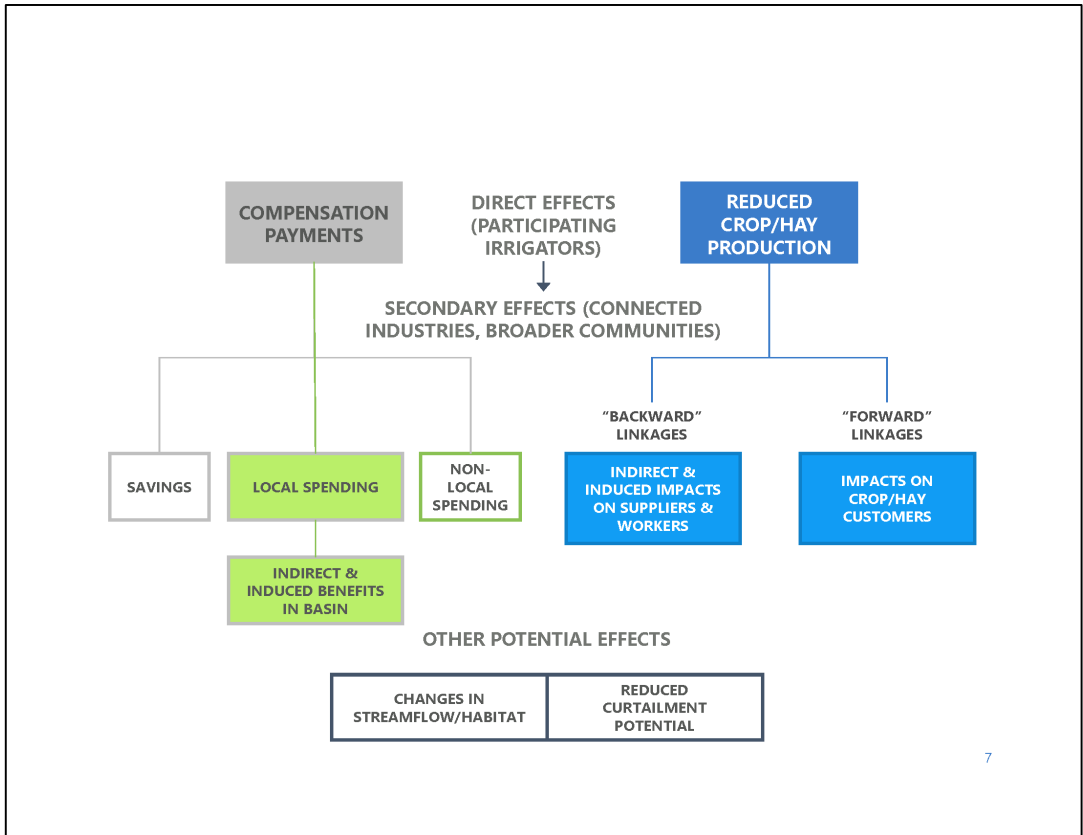 COMPENSATION
PAYMENTS
DIRECT EFFECTS
(PARTICIPATING
IRRIGATORS)
REDUCED
CROP/HAY
PRODUCTION
SECONDARY EFFECTS (CONNECTED
INDUSTRIES, BROADER COMMUNITIES)
“BACKWARD”
LINKAGES
“FORWARD”
LINKAGES
SAVINGS
LOCAL SPENDING
NON-
LOCAL
SPENDING
INDIRECT &
INDUCED IMPACTS
ON SUPPLIERS &
WORKERS
IMPACTS ON
CROP/HAY
CUSTOMERS
INDIRECT &
INDUCED BENEFITS
IN BASIN
OTHER POTENTIAL EFFECTS
CHANGES IN
STREAMFLOW/HABITAT
REDUCED
CURTAILMENT
POTENTIAL
7